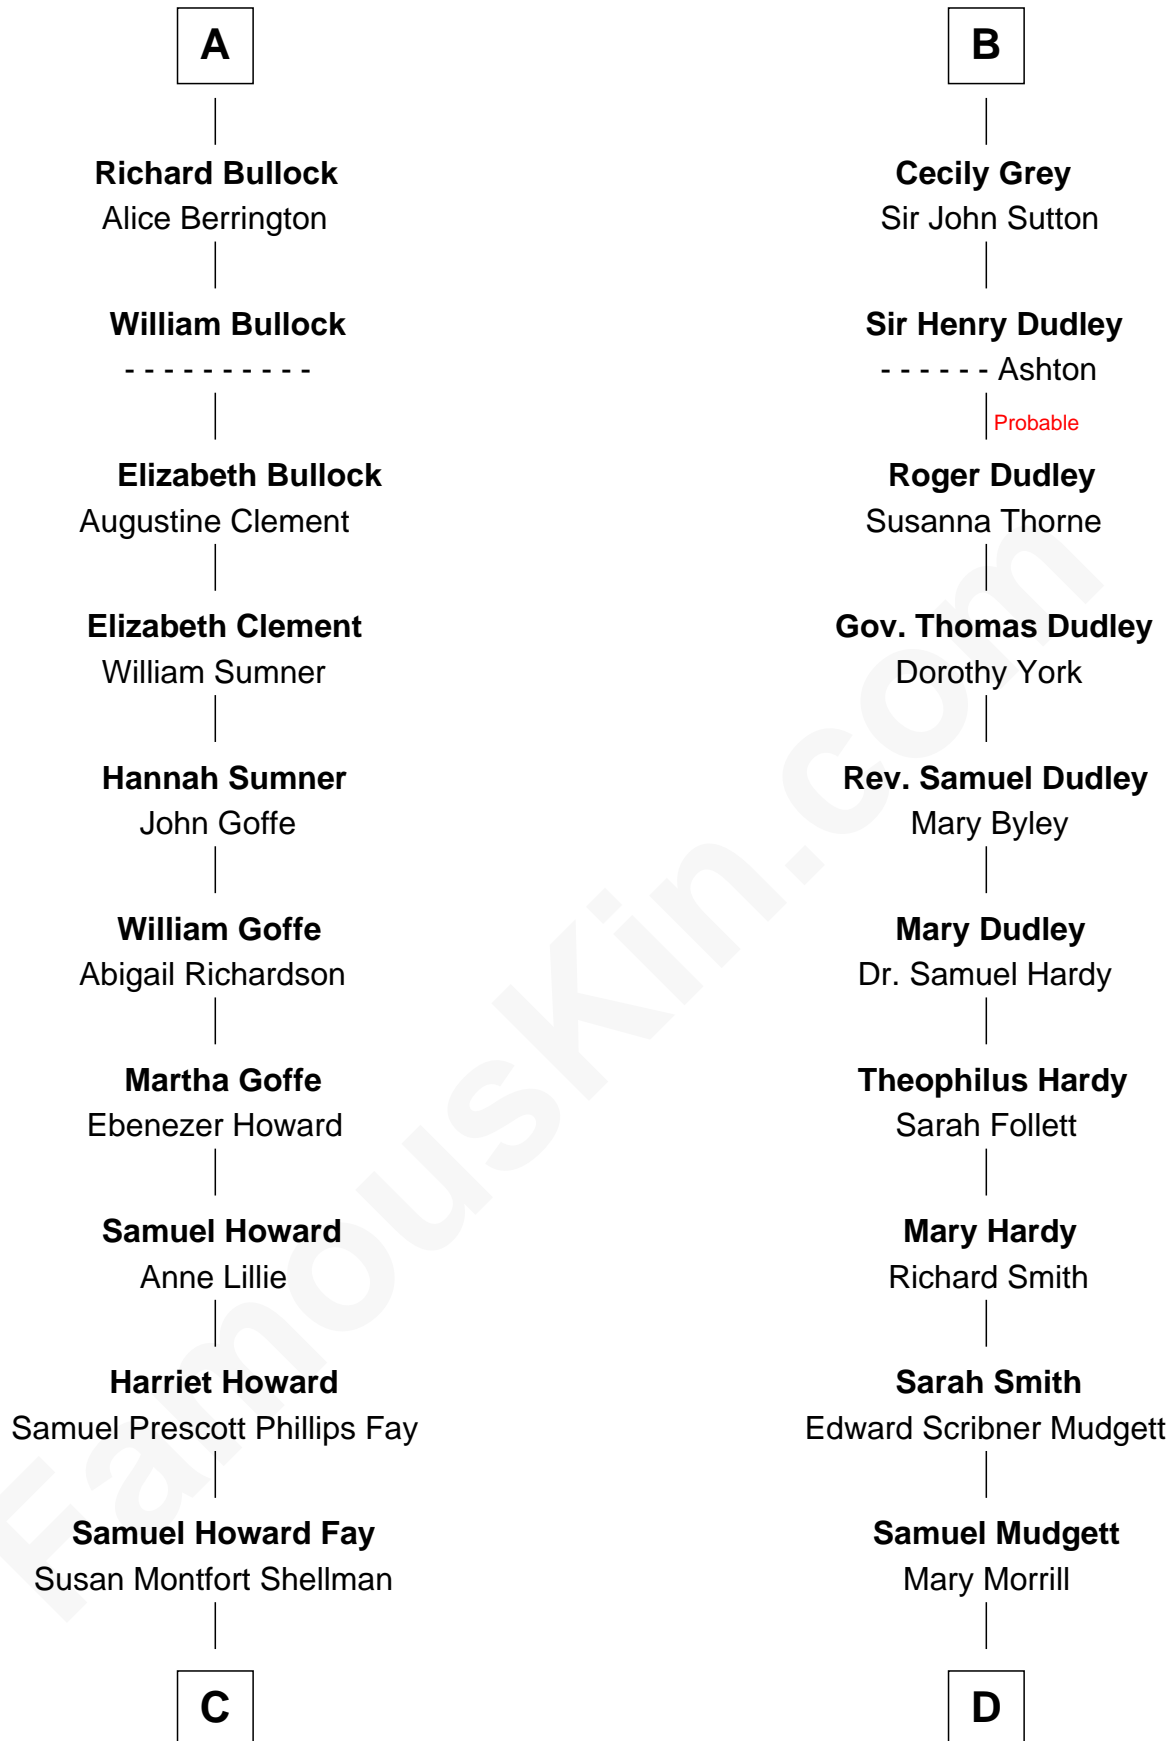 A
Richard Bullock
Alice Berrington
William Bullock
- - - - - - - - - -
Elizabeth Bullock
Augustine Clement
Elizabeth Clement
William Sumner
Hannah Sumner
John Goffe
William Goffe
Abigail Richardson
Martha Goffe
Ebenezer Howard
Samuel Howard
Anne Lillie
Harriet Howard
Samuel Prescott Phillips Fay
Samuel Howard Fay
Susan Montfort Shellman
C
B
Cecily Grey
Sir John Sutton
Sir Henry Dudley
- - - - - - Ashton
Probable
Roger Dudley
Susanna Thorne
Gov. Thomas Dudley
Dorothy York
Rev. Samuel Dudley
Mary Byley
Mary Dudley
Dr. Samuel Hardy
Theophilus Hardy
Sarah Follett
Mary Hardy
Richard Smith
Sarah Smith
Edward Scribner Mudgett
Samuel Mudgett
Mary Morrill
D
FamousKin.com